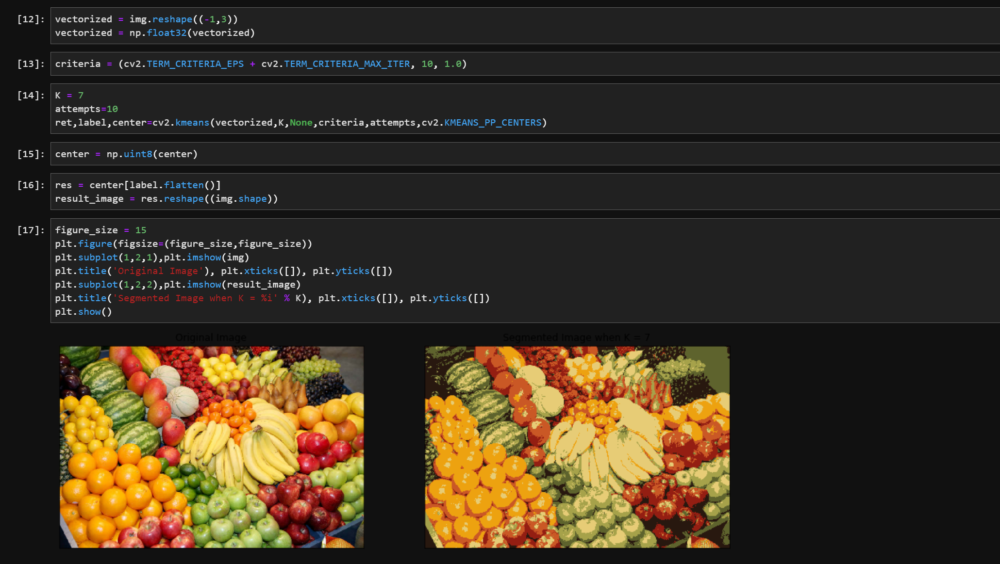 [12]:
vectorized = img.reshape((-1,3))
vectorized = np.float32(vectorized)
[13]:
criteria = (cv2.TERM_CRITERIA_EPS + cv2.TERM_CRITERIA_MAX_ITER, 10, 1.0)
[14]:
K = 7
attempts=10
ret,label,center=cv2.kmeans(vectorized,K,None,criteria,attempts,cv2.KMEANS_PP_CENTERS)
[15]:
center = np.uint8(center)
[16]:
res = center[label.flatten()]
result_image = res.reshape((img.shape))
[17]:
figure_size = 15
plt.figure(figsize=(figure_size,figure_size))
plt.subplot(1,2,1),plt.imshow(img)
plt.title('Original Image'), plt.xticks([]), plt.yticks([])
plt.subplot(1,2,2),plt.imshow(result_image)
plt.title('Segmented Image when K = %i' % K), plt.xticks([]), plt.yticks([])
plt.show()
Original Image
Segmented Image when K = 7